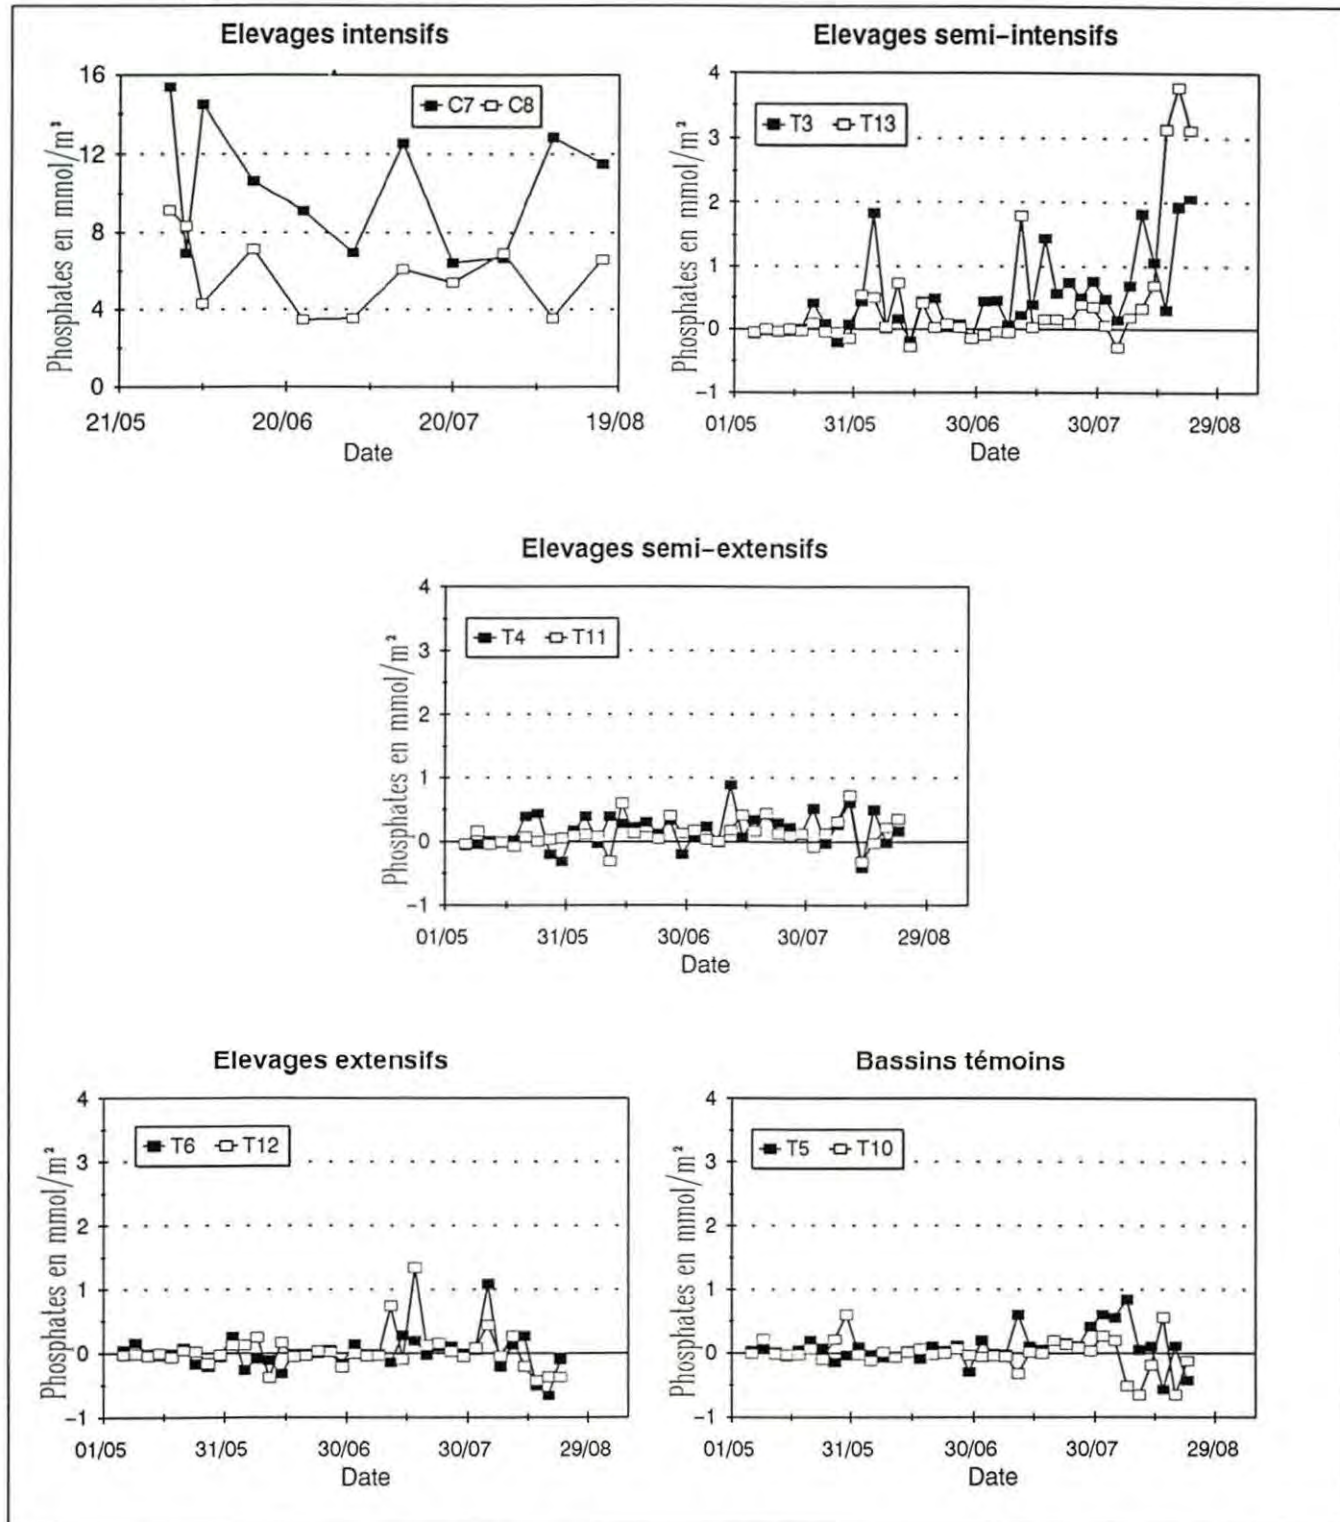 Elevages intensifs
Phosphates en mmol/m²
16
12
8
4
0
C7 C8
21/05 20/06 20/07 19/08
Date
Elevages semi-intensifs
Phosphates en mmol/m²
4
3
2
1
0
-1
T3 T13
01/05 31/05 30/06 30/07 29/08
Date
Elevages semi-extensifs
Phosphates en mmol/m²
4
3
2
1
0
-1
T4 T11
01/05 31/05 30/06 30/07 29/08
Date
Elevages extensifs
Phosphates en mmol/m²
4
3
2
1
0
-1
T6 T12
01/05 31/05 30/06 30/07 29/08
Date
Bassins témoins
Phosphates en mmol/m²
4
3
2
1
0
-1
T5 T10
01/05 31/05 30/06 30/07 29/08
Date